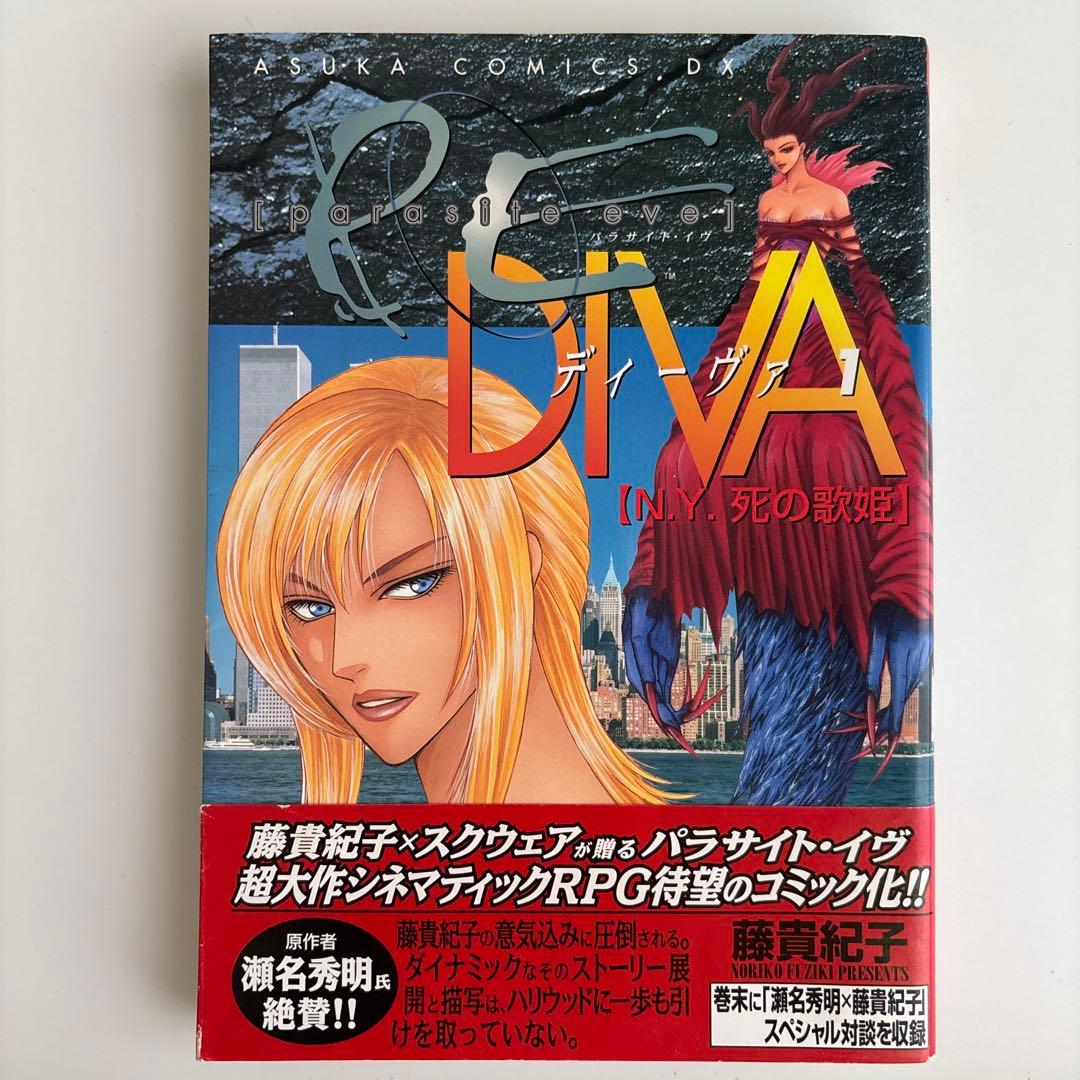 ASUKA COMICS DX
PE
[parasite eve]
パラサイト・イヴ
DIVA™
ディーヴァ 1
【N.Y. 死の歌姫】
藤貴紀子×スクウェアが贈るパラサイト・イヴ
超大作シネマティックRPG待望のコミック化!!
原作者
瀬名秀明氏
絶賛!!
藤貴紀子の意気込みに圧倒される。
ダイナミックなそのストーリー展
開と描写は、ハリウッドに一歩も引
けを取っていない。
藤貴紀子
NORIKO FUZIKI PRESENTS
巻末に「瀬名秀明×藤貴紀子」
スペシャル対談を収録